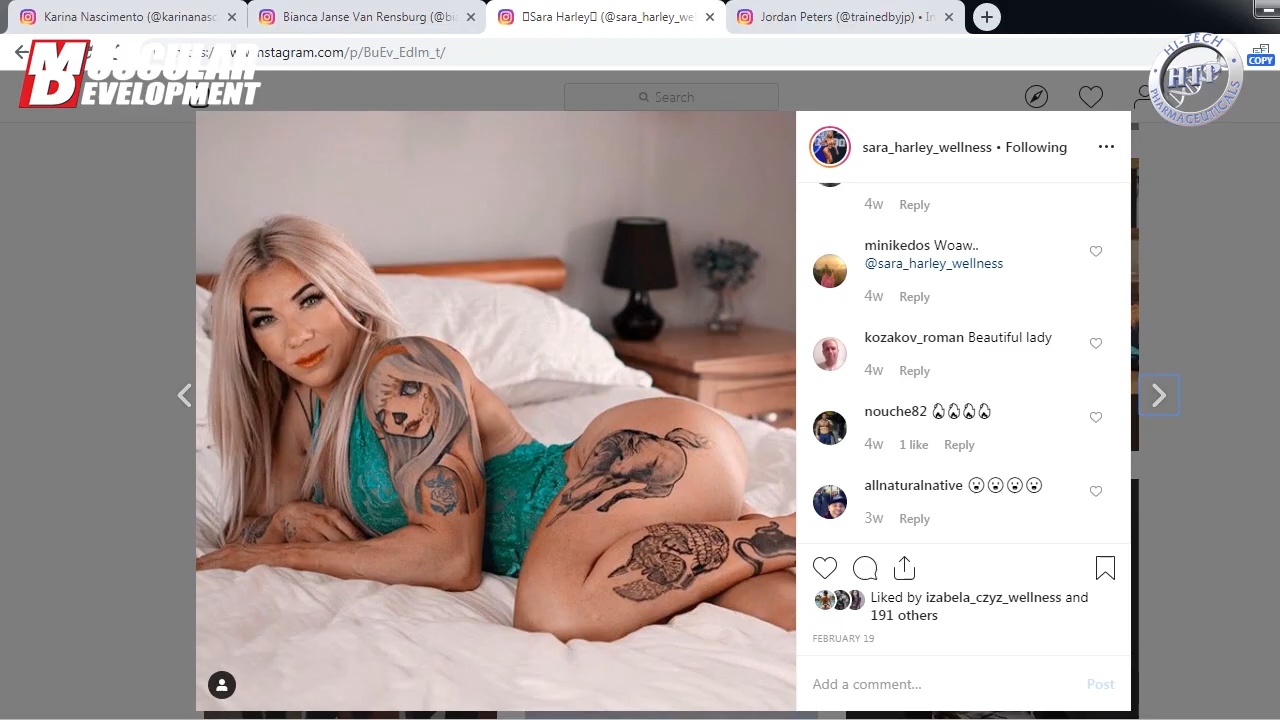 Karina Nascimento (@karinanasc
Bianca Janse Van Rensburg (@bi
Sara Harley (@sara_harley_we
Jordan Peters (@trainedbyjp) • In
instagram.com/p/BuEv_EdIm_t/
COPY
MUSCULAR
DEVELOPMENT
HI-TECH
HTP
PHARMACEUTICALS
Search
sara_harley_wellness • Following
4w Reply
minikedos Woaw..
@sara_harley_wellness
4w Reply
kozakov_roman Beautiful lady
4w Reply
nouche82
4w 1 like Reply
allnaturalnative
3w Reply
Liked by izabela_czyz_wellness and
191 others
FEBRUARY 19
Add a comment... Post